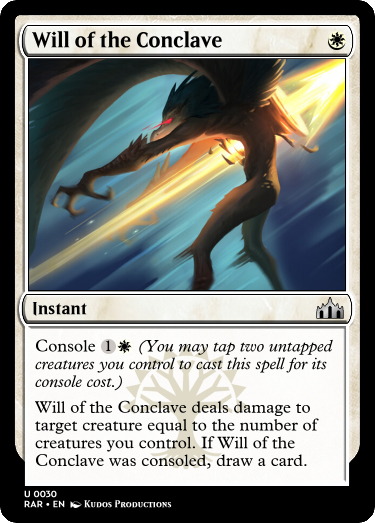 Will of the Conclave
Instant
Console 1 (You may tap two untapped
creatures you control to cast this spell for its
console cost.)
Will of the Conclave deals damage to
target creature equal to the number of
creatures you control. If Will of the
Conclave was consoled, draw a card.
U 0030
RAR • EN Kudos Productions